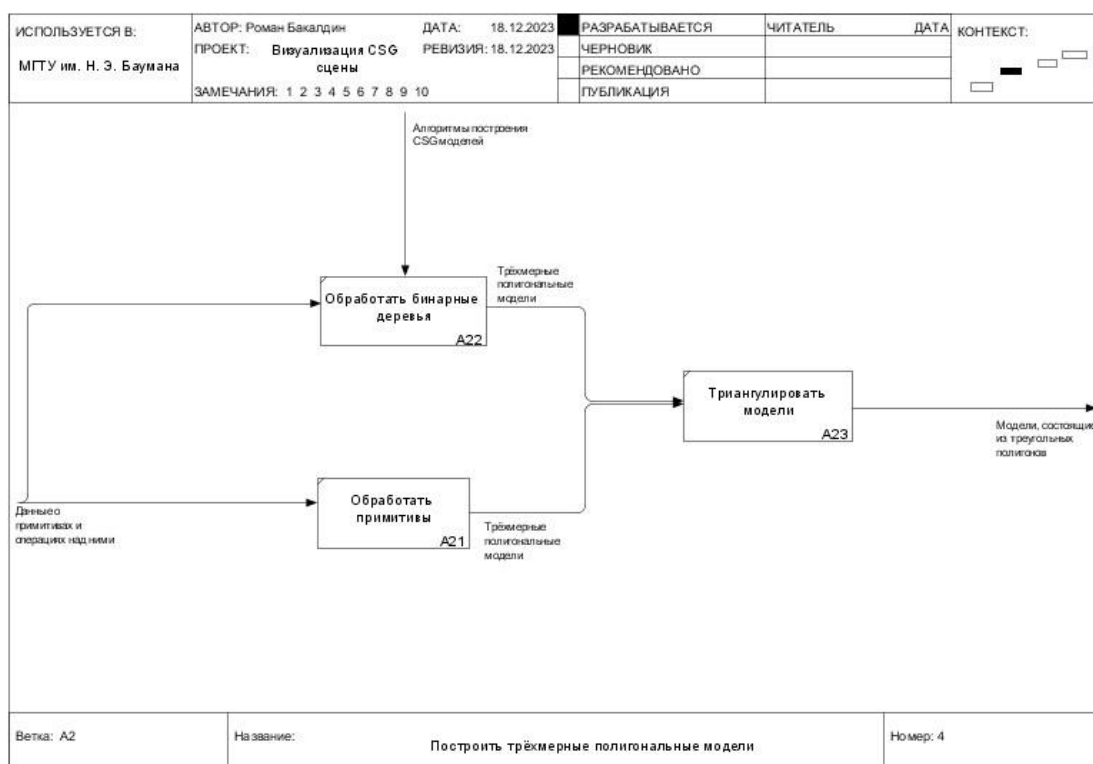 ИСПОЛЬЗУЕТСЯ В:
МГТУ им. Н. Э. Баумана
АВТОР: Роман Бакалдин
ДАТА: 18.12.2023
ПРОЕКТ: Визуализация CSG
сцены
РЕВИЗИЯ: 18.12.2023
ЗАМЕЧАНИЯ: 1 2 3 4 5 6 7 8 9 10
РАЗРАБАТЫВАЕТСЯ
ЧЕРНОВИК
РЕКОМЕНДОВАНО
ПУБЛИКАЦИЯ
ЧИТАТЕЛЬ
ДАТА
КОНТЕКСТ:
Алгоритмы построения
CSG моделей
Обработать бинарные
деревья
A22
Трёхмерные
полигональные
модели
Триангулировать
модели
A23
Модели, состоящие
из треугольных
полигонов
Данные о
примитивах и
операциях над ними
Обработать
примитивы
A21
Трёхмерные
полигональные
модели
Ветка: A2
Название:
Построить трёхмерные полигональные модели
Номер: 4